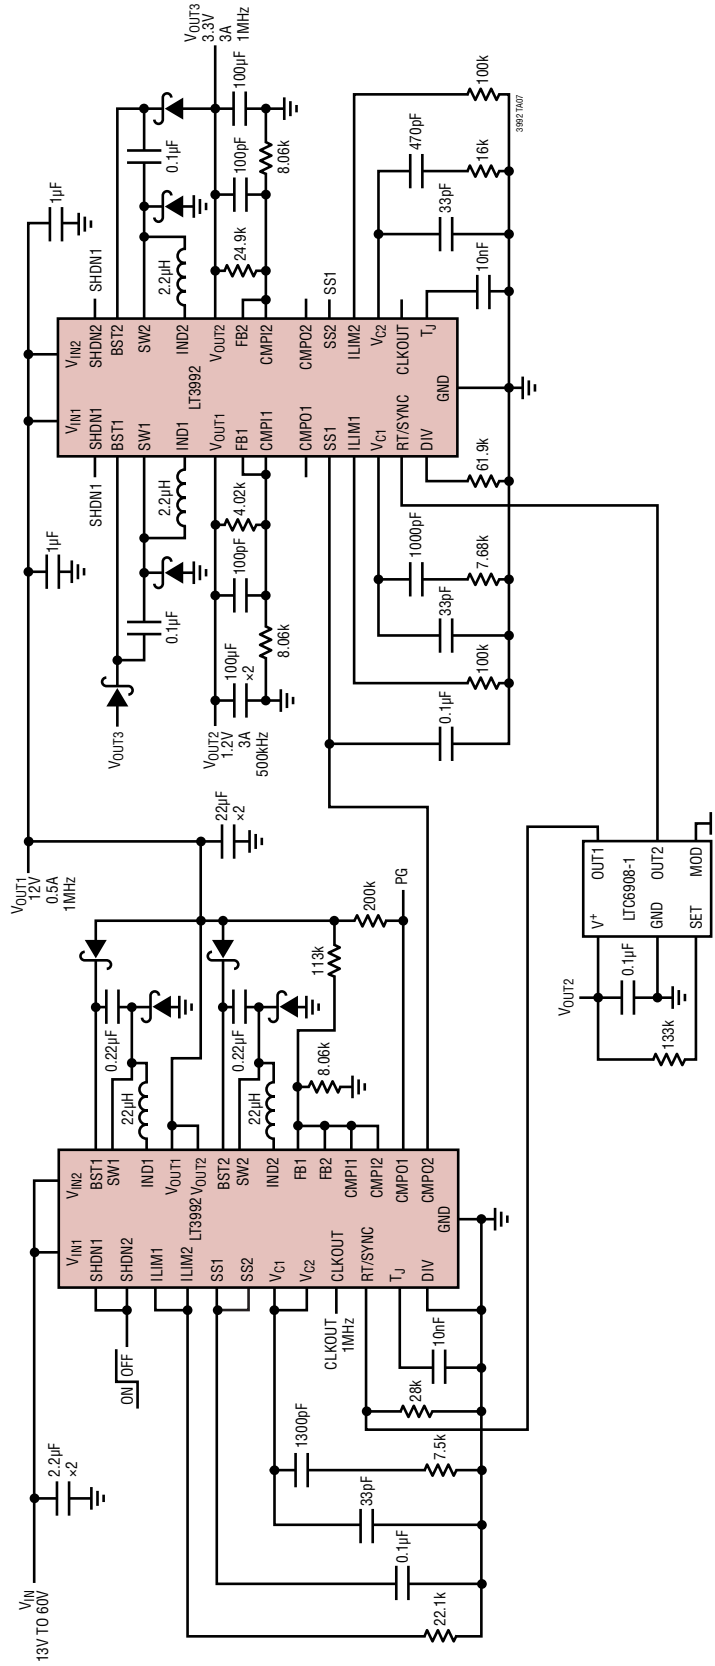 VIN
13V TO 60V
2.2µF
×2
ON OFF
VIN1
VIN2
SHDN1
SHDN2
ILIM1
ILIM2
SS1
SS2
VC1
VC2
CLKOUT
RT/SYNC
TJ
DIV
LT3992
BST1
SW1
IND1
VOUT1
VOUT2
BST2
SW2
IND2
FB1
FB2
CMPI1
CMPI2
CMPO1
CMPO2
GND
CLKOUT
1MHz
22.1k
0.1µF
33pF
1300pF
7.5k
28k
10nF
0.22µF
22µH
0.22µF
22µH
8.06k
113k
200k
PG
VOUT1
12V
0.5A
1MHz
22µF
×2
VOUT2
0.1µF
133k
V+
GND
SET
LTC6908-1
OUT1
OUT2
MOD
VOUT3
VOUT2
1.2V
3A
500kHz
100µF
×2
0.1µF
1µF
2.2µH
100pF
4.02k
8.06k
SHDN1
0.1µF
100k
33pF
1000pF
7.68k
61.9k
VIN1
VIN2
SHDN1
BST1
SW1
IND1
VOUT1
FB1
CMPI1
CMPO1
SS1
ILIM1
VC1
RT/SYNC
DIV
LT3992
GND
SHDN2
BST2
SW2
IND2
VOUT2
FB2
CMPI2
CMPO2
SS2
ILIM2
VC2
CLKOUT
TJ
SHDN1
SS1
1µF
2.2µH
0.1µF
24.9k
100pF
100µF
8.06k
VOUT3
3.3V
3A
1MHz
10nF
33pF
470pF
16k
100k
3992 TA07